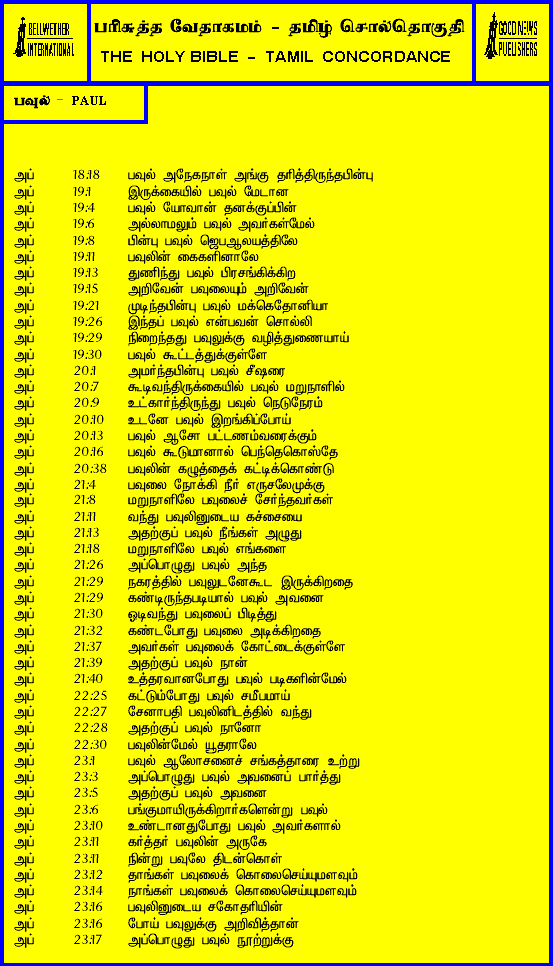 BELLWETHER INTERNATIONAL
பரிசுத்த வேதாகமம் - தமிழ் சொல்தொகுதி
THE HOLY BIBLE - TAMIL CONCORDANCE
GOOD NEWS PUBLISHERS
பவுல் - PAUL
அப் 18:18 பவுல் அநேகநாள் அங்கு தரித்திருந்தபின்பு
அப் 19:1 இருக்கையில் பவுல் மேடான
அப் 19:4 பவுல் யோவான் தனக்குப்பின்
அப் 19:6 அல்லாமலும் பவுல் அவர்கள்மேல்
அப் 19:8 பின்பு பவுல் ஜெபஆலயத்திலே
அப் 19:11 பவுலின் கைகளினாலே
அப் 19:13 துணிந்து பவுல் பிரசங்கிக்கிற
அப் 19:15 அறிவேன் பவுலையும் அறிவேன்
அப் 19:21 முடிந்தபின்பு பவுல் மக்கெதோனியா
அப் 19:26 இந்தப் பவுல் என்பவன் சொல்லி
அப் 19:29 நிறைந்தது பவுலுக்கு வழித்துணையாய்
அப் 19:30 பவுல் கூட்டத்துக்குள்ளே
அப் 20:1 அமர்ந்தபின்பு பவுல் சீஷரை
அப் 20:7 கூடிவந்திருக்கையில் பவுல் மறுநாளில்
அப் 20:9 உட்கார்ந்திருந்து பவுல் நெடுநேரம்
அப் 20:10 உடனே பவுல் இறங்கிப்போய்
அப் 20:13 பவுல் ஆசோ பட்டணம்வரைக்கும்
அப் 20:16 பவுல் கூடுமானால் பெந்தெகொஸ்தே
அப் 20:38 பவுலின் கழுத்தைக் கட்டிக்கொண்டு
அப் 21:4 பவுலை நோக்கி நீர் எருசலேமுக்கு
அப் 21:8 மறுநாளிலே பவுலைச் சேர்ந்தவர்கள்
அப் 21:11 வந்து பவுலினுடைய கச்சையை
அப் 21:13 அதற்குப் பவுல் நீங்கள் அழுது
அப் 21:18 மறுநாளிலே பவுல் எங்களை
அப் 21:26 அப்பொழுது பவுல் அந்த
அப் 21:29 நகரத்தில் பவுலுடனேகூட இருக்கிறதை
அப் 21:29 கண்டிருந்தபடியால் பவுல் அவனை
அப் 21:30 ஓடிவந்து பவுலைப் பிடித்து
அப் 21:32 கண்டபோது பவுலை அடிக்கிறதை
அப் 21:37 அவர்கள் பவுலைக் கோட்டைக்குள்ளே
அப் 21:39 அதற்குப் பவுல் நான்
அப் 21:40 உத்தரவானபோது பவுல் படிகளின்மேல்
அப் 22:25 கட்டும்போது பவுல் சமீபமாய்
அப் 22:27 சேனாபதி பவுலினிடத்தில் வந்து
அப் 22:28 அதற்குப் பவுல் நானோ
அப் 22:30 பவுலின்மேல் யூதராலே
அப் 23:1 பவுல் ஆலோசனைச் சங்கத்தாரை உற்று
அப் 23:3 அப்பொழுது பவுல் அவனைப் பார்த்து
அப் 23:5 அதற்குப் பவுல் அவனை
அப் 23:6 பங்குமாயிருக்கிறார்களென்று பவுல்
அப் 23:10 உண்டானதுபோது பவுல் அவர்களால்
அப் 23:11 கர்த்தர் பவுலின் அருகே
அப் 23:11 நின்று பவுலே திடன்கொள்
அப் 23:12 தாங்கள் பவுலைக் கொலைசெய்யுமளவும்
அப் 23:14 நாங்கள் பவுலைக் கொலைசெய்யுமளவும்
அப் 23:16 பவுலினுடைய சகோதரியின்
அப் 23:16 போய் பவுலுக்கு அறிவித்தான்
அப் 23:17 அப்பொழுது பவுல் நூற்றுக்கு